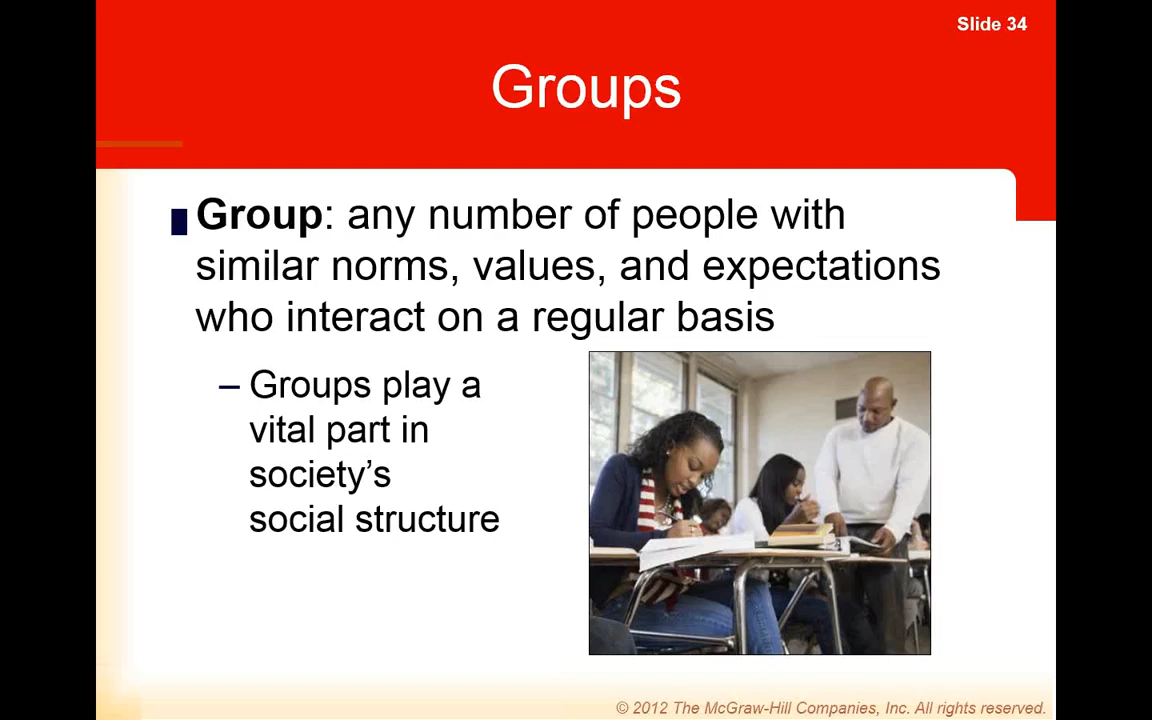 Slide 34
Groups
Group: any number of people with
similar norms, values, and expectations
who interact on a regular basis
– Groups play a
vital part in
society’s
social structure
© 2012 The McGraw-Hill Companies, Inc. All rights reserved.